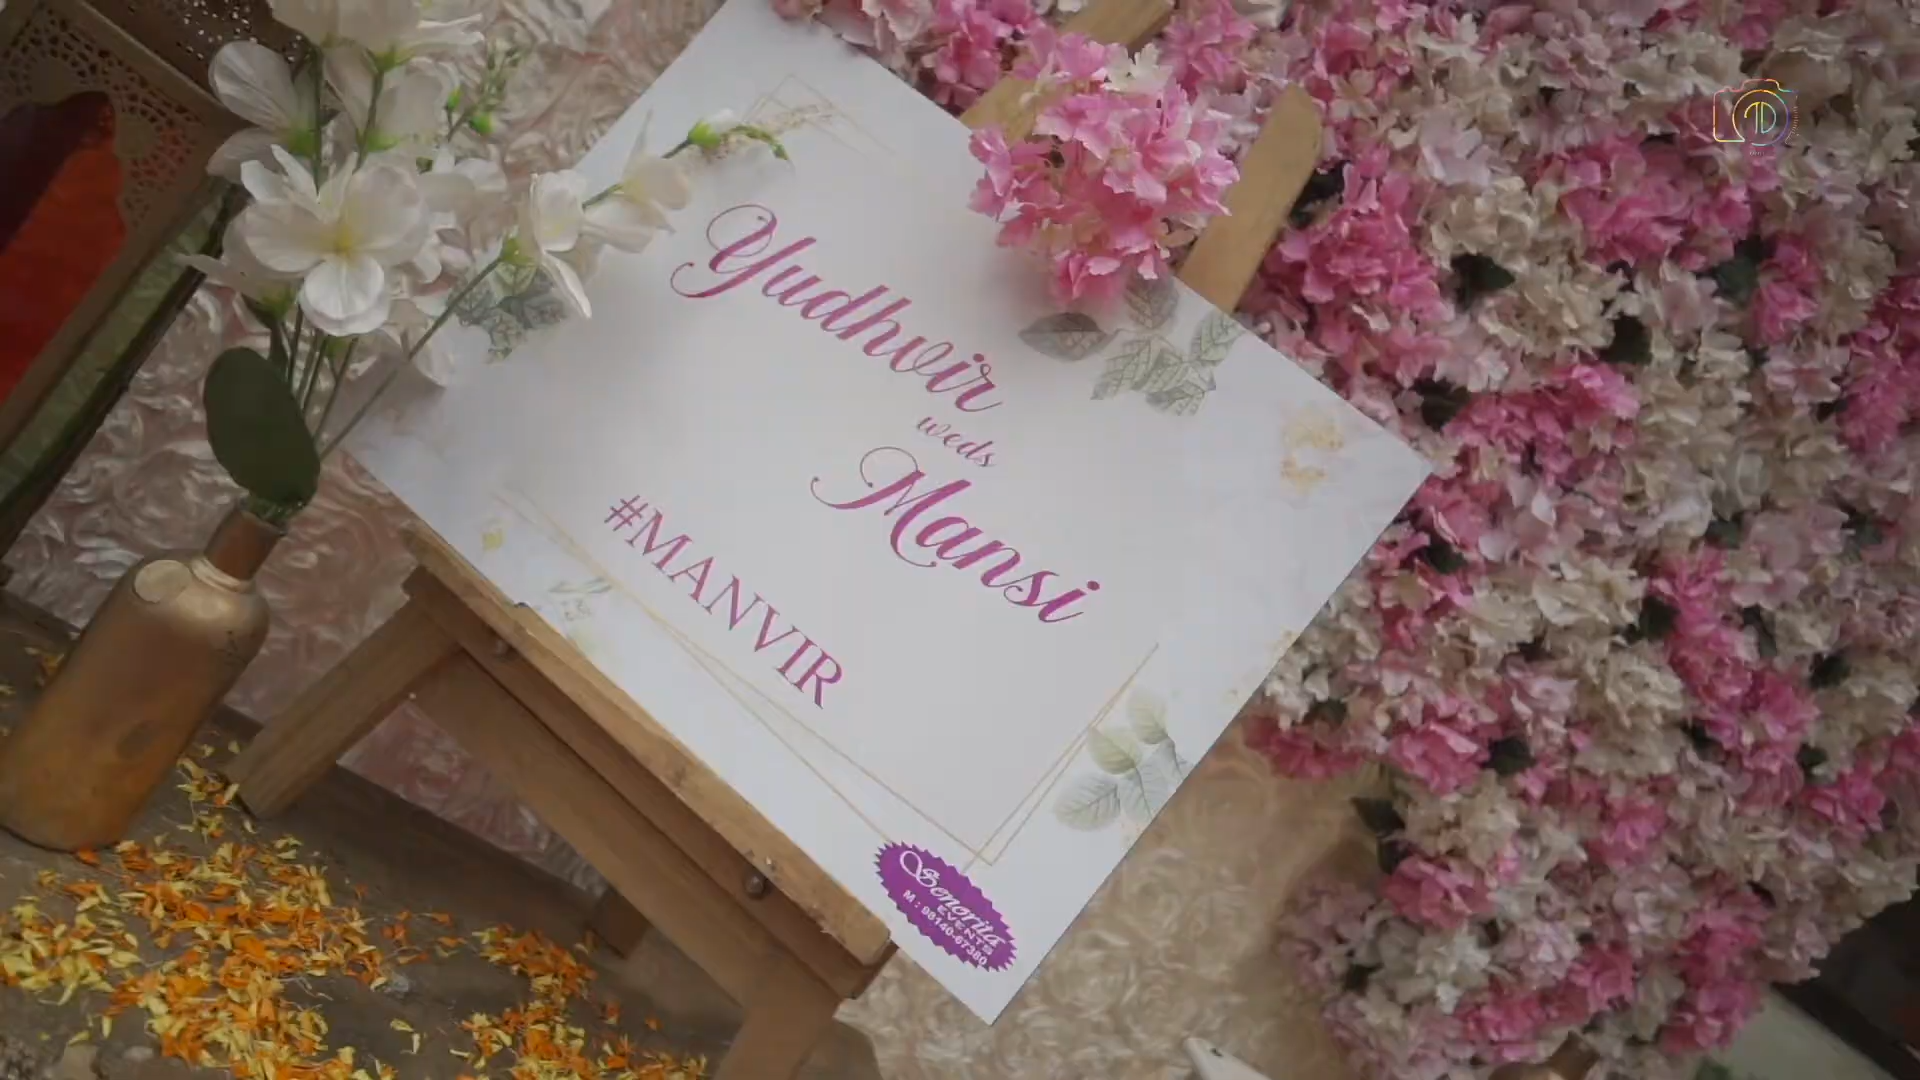 Yudhvir
weds
Mansi
#MANVIR
Senorita
EVENTS
M : 98140-67380